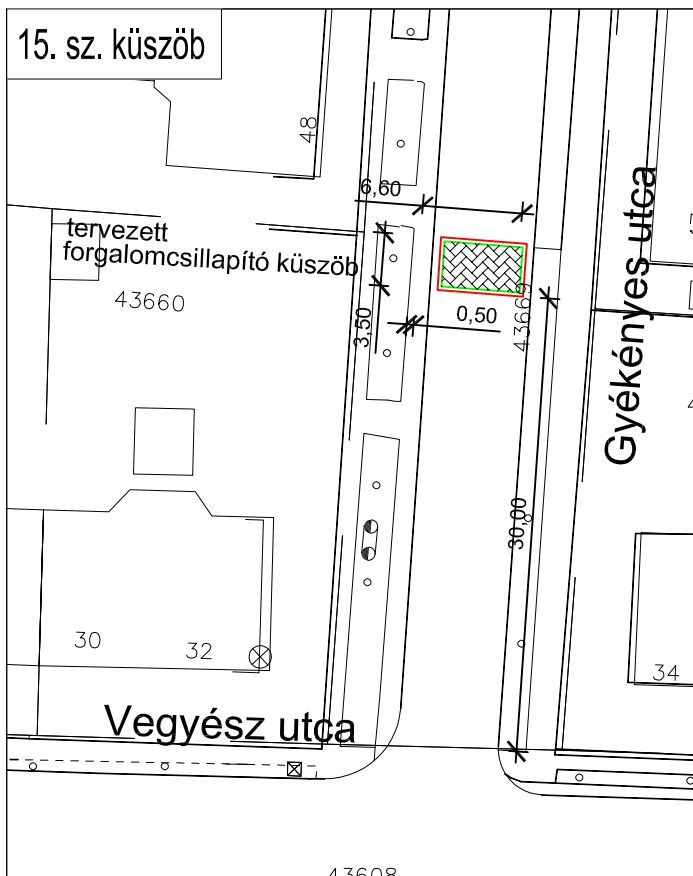 15. sz. küszöb
48
6,60
tervezett
forgalomcsillapító küszöb
43660
3,50
0,50
43669
Gyékényes utca
30,00
30
32
34
Vegyész utca
43608